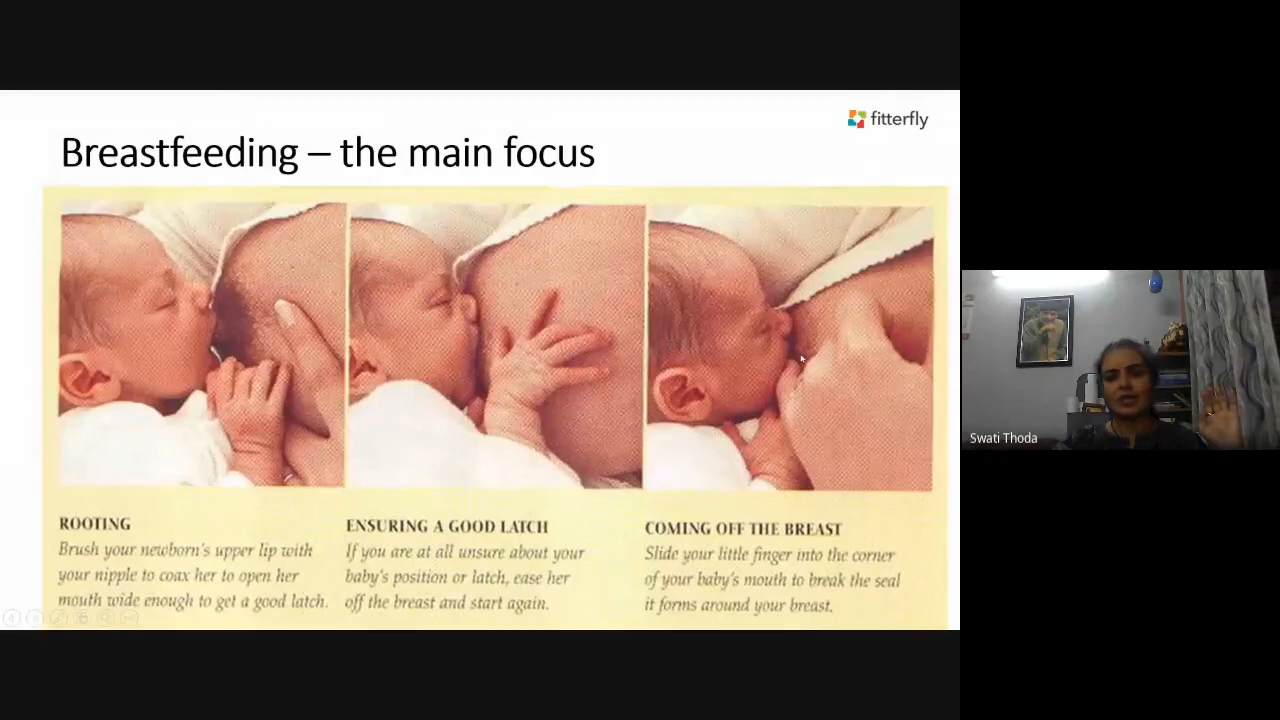 fitterfly
Breastfeeding – the main focus
ROOTING
Brush your newborn's upper lip with
your nipple to coax her to open her
mouth wide enough to get a good latch.
ENSURING A GOOD LATCH
If you are at all unsure about your
baby's position or latch, ease her
off the breast and start again.
COMING OFF THE BREAST
Slide your little finger into the corner
of your baby's mouth to break the seal
it forms around your breast.
Swati Thoda